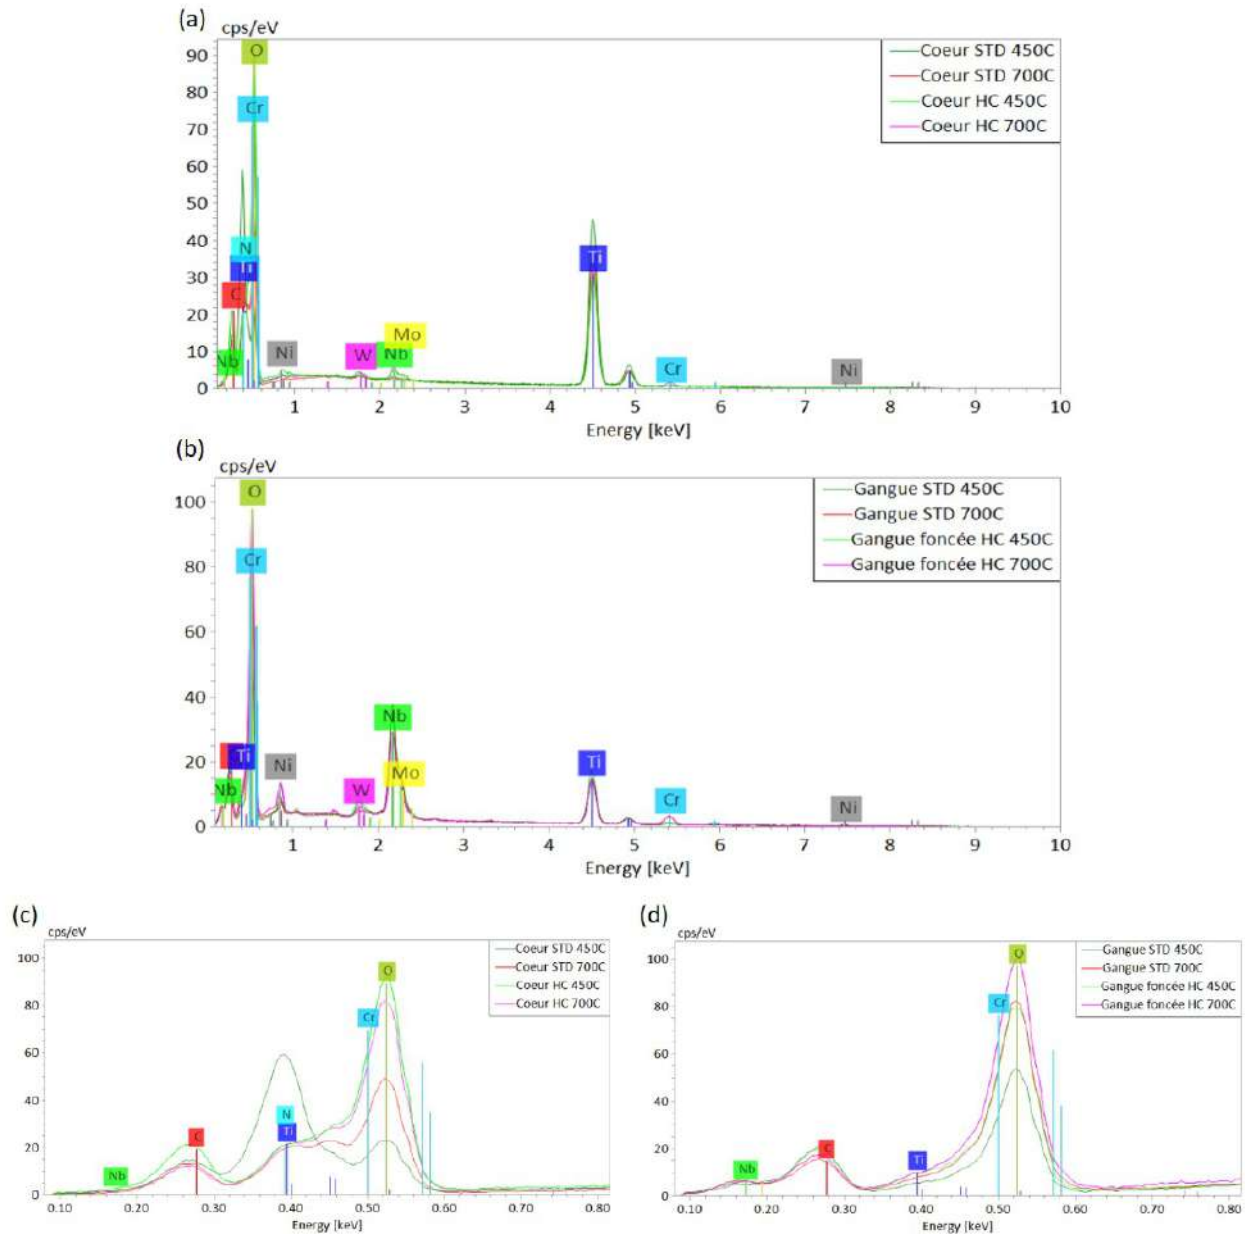 (a)
cps/eV
90
80
70
60
50
40
30
20
10
0
O
Cr
N
Ti
C
Nb
Ni
W
Nb
Mo
Ti
Cr
Ni
Coeur STD 450C
Coeur STD 700C
Coeur HC 450C
Coeur HC 700C
1 2 3 4 5 6 7 8 9 10
Energy [keV]
(b)
cps/eV
100
80
60
40
20
0
O
Cr
Ti
Nb
Ni
W
Nb
Mo
Ti
Cr
Ni
Gangue STD 450C
Gangue STD 700C
Gangue foncée HC 450C
Gangue foncée HC 700C
1 2 3 4 5 6 7 8 9 10
Energy [keV]
(c)
cps/eV
100
80
60
40
20
0
Nb
C
N
Ti
Cr
O
Coeur STD 450C
Coeur STD 700C
Coeur HC 450C
Coeur HC 700C
0.10 0.20 0.30 0.40 0.50 0.60 0.70 0.80
Energy [keV]
(d)
cps/eV
100
80
60
40
20
0
Nb
C
Ti
Cr
O
Gangue STD 450C
Gangue STD 700C
Gangue foncée HC 450C
Gangue foncée HC 700C
0.10 0.20 0.30 0.40 0.50 0.60 0.70 0.80
Energy [keV]